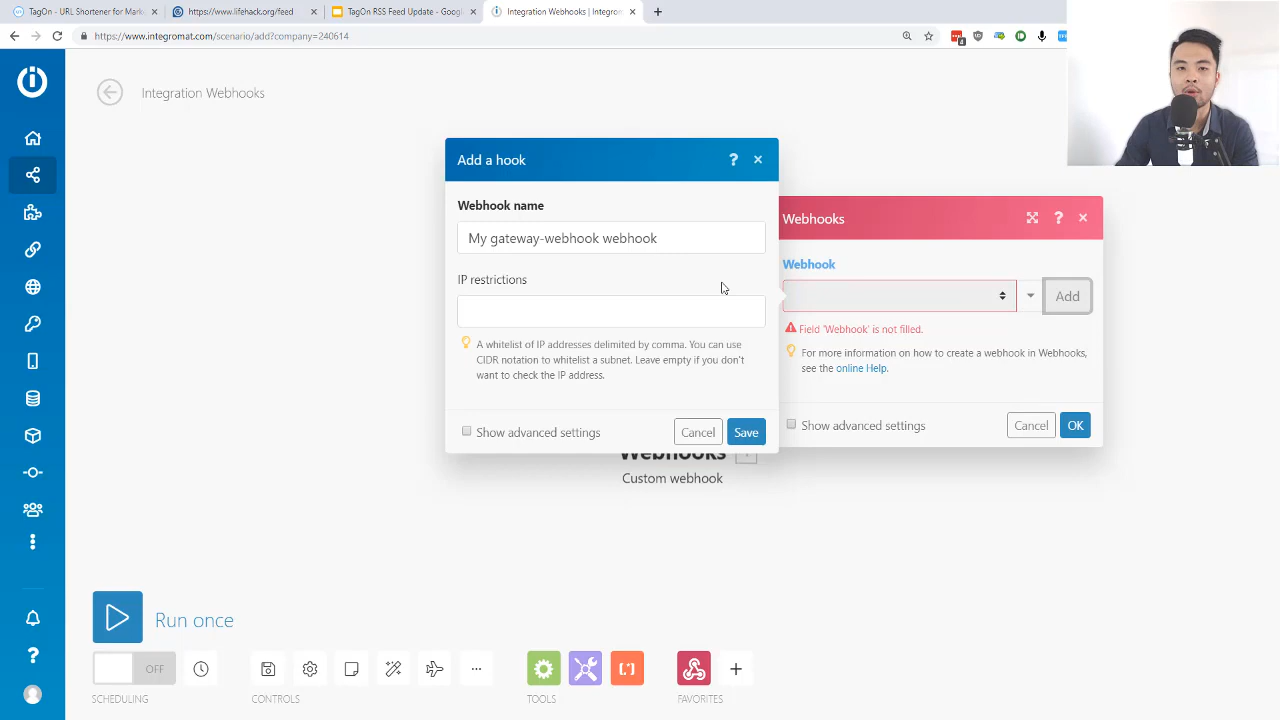 TagOn - URL Shortener for Mark
https://www.lifehack.org/feed
TagOn RSS Feed Update - Google
Integration Webhooks | Integrom
https://www.integromat.com/scenario/add?company=240614
Integration Webhooks
Add a hook
?
Webhook name
My gateway-webhook webhook
IP restrictions
A whitelist of IP addresses delimited by comma. You can use
CIDR notation to whitelist a subnet. Leave empty if you don't
want to check the IP address.
Show advanced settings
Cancel
Save
Webhooks
?
Webhook
Add
Field 'Webhook' is not filled.
For more information on how to create a webhook in Webhooks,
see the online Help.
Show advanced settings
Cancel
OK
Webhooks
Custom webhook
Run once
OFF
SCHEDULING
CONTROLS
TOOLS
FAVORITES